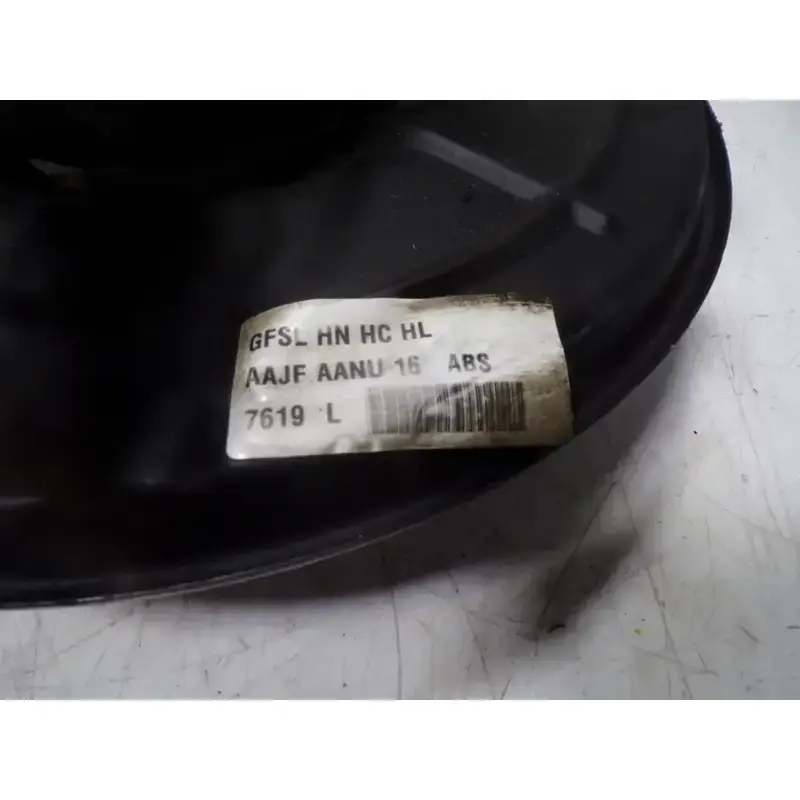 GFSL HN HC HL
AAJF AANU 16 ABS
7619 L